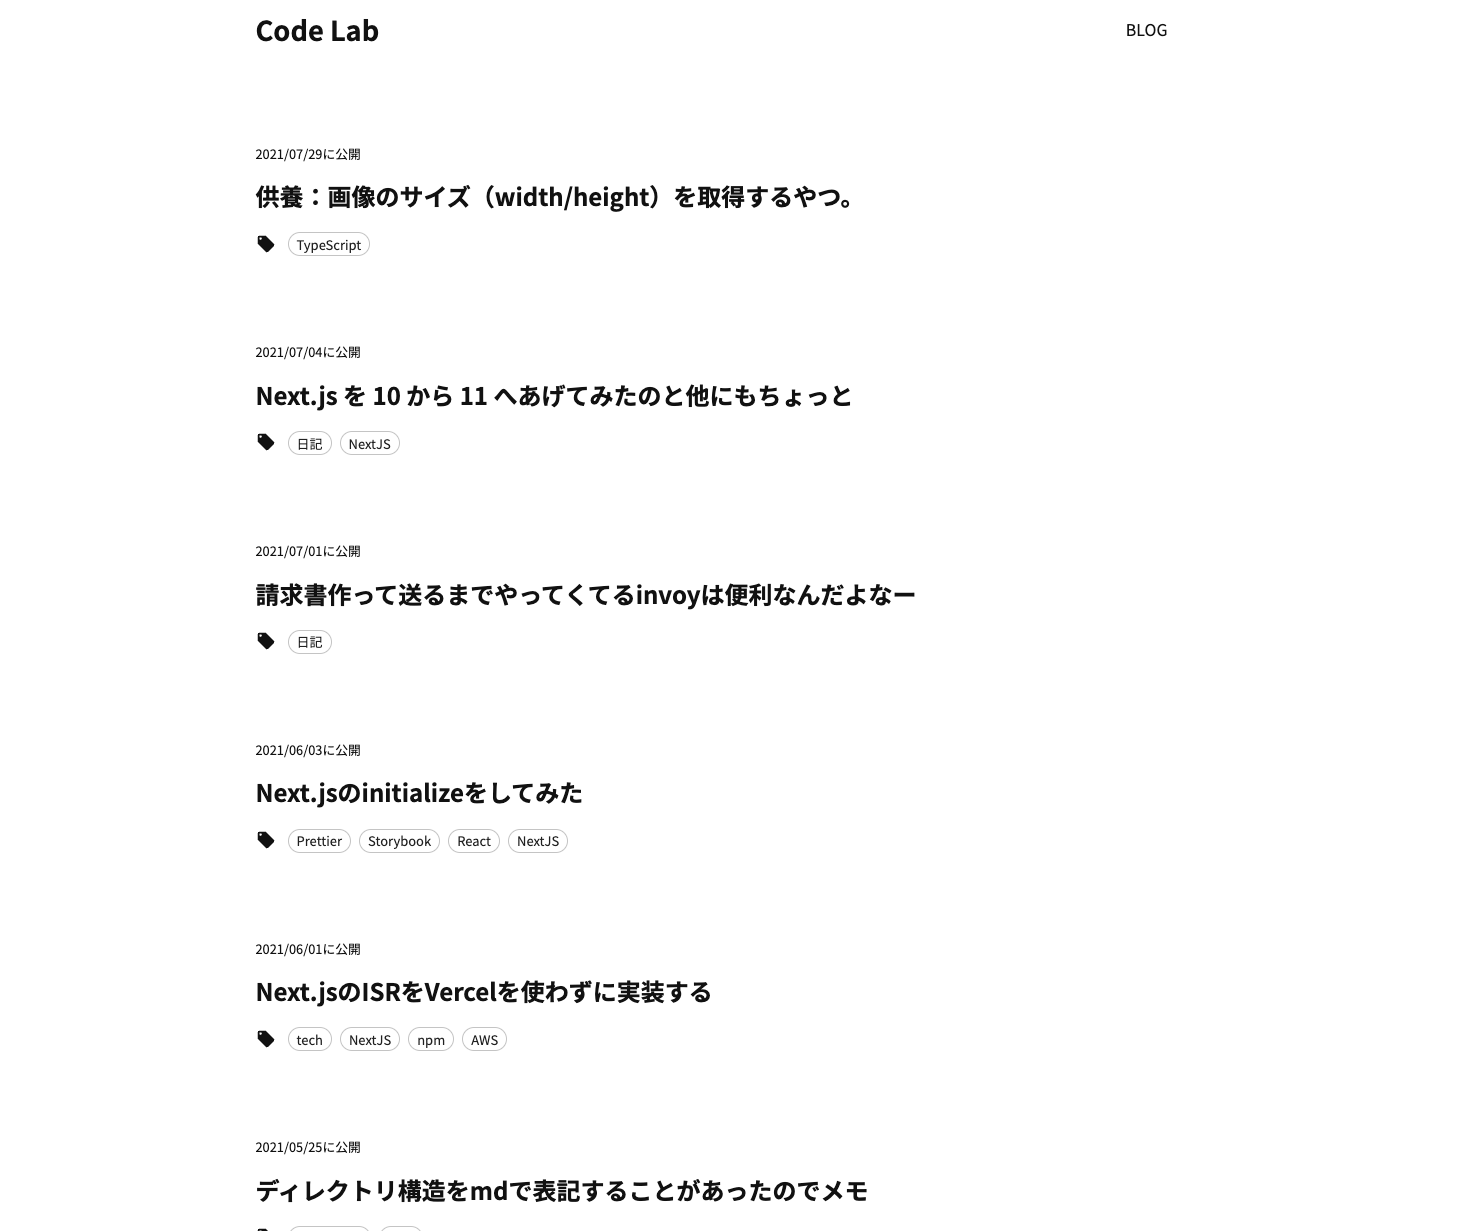 Code Lab
BLOG
2021/07/29に公開
供養：画像のサイズ（width/height）を取得するやつ。
TypeScript
2021/07/04に公開
Next.js を 10 から 11 へあげてみたのと他にもちょっと
日記 NextJS
2021/07/01に公開
請求書作って送るまでやってくてるinvoyは便利なんだよなー
日記
2021/06/03に公開
Next.jsのinitializeをしてみた
Prettier Storybook React NextJS
2021/06/01に公開
Next.jsのISRをVercelを使わずに実装する
tech NextJS npm AWS
2021/05/25に公開
ディレクトリ構造をmdで表記することがあったのでメモ